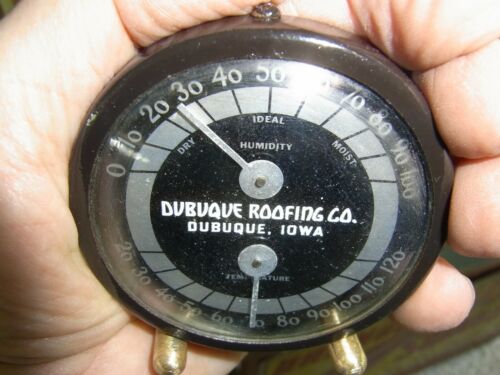 0 10 20 30 40 50 70 80 90 100
DRY IDEAL MOIST
HUMIDITY
DUBUQUE ROOFING CO.
DUBUQUE, IOWA
TEMPERATURE
20 30 40 50 60 80 90 100 110 120